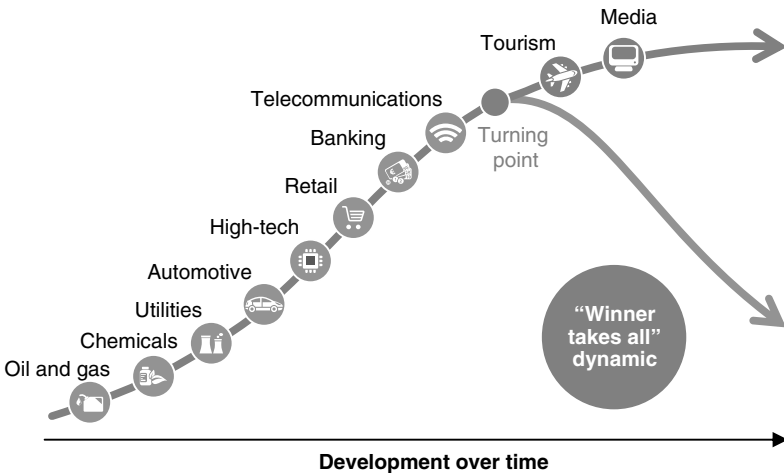 Media
Tourism
Telecommunications
Turning
point
Banking
Retail
High-tech
Automotive
Utilities
Chemicals
Oil and gas
“Winner
takes all”
dynamic
Development over time